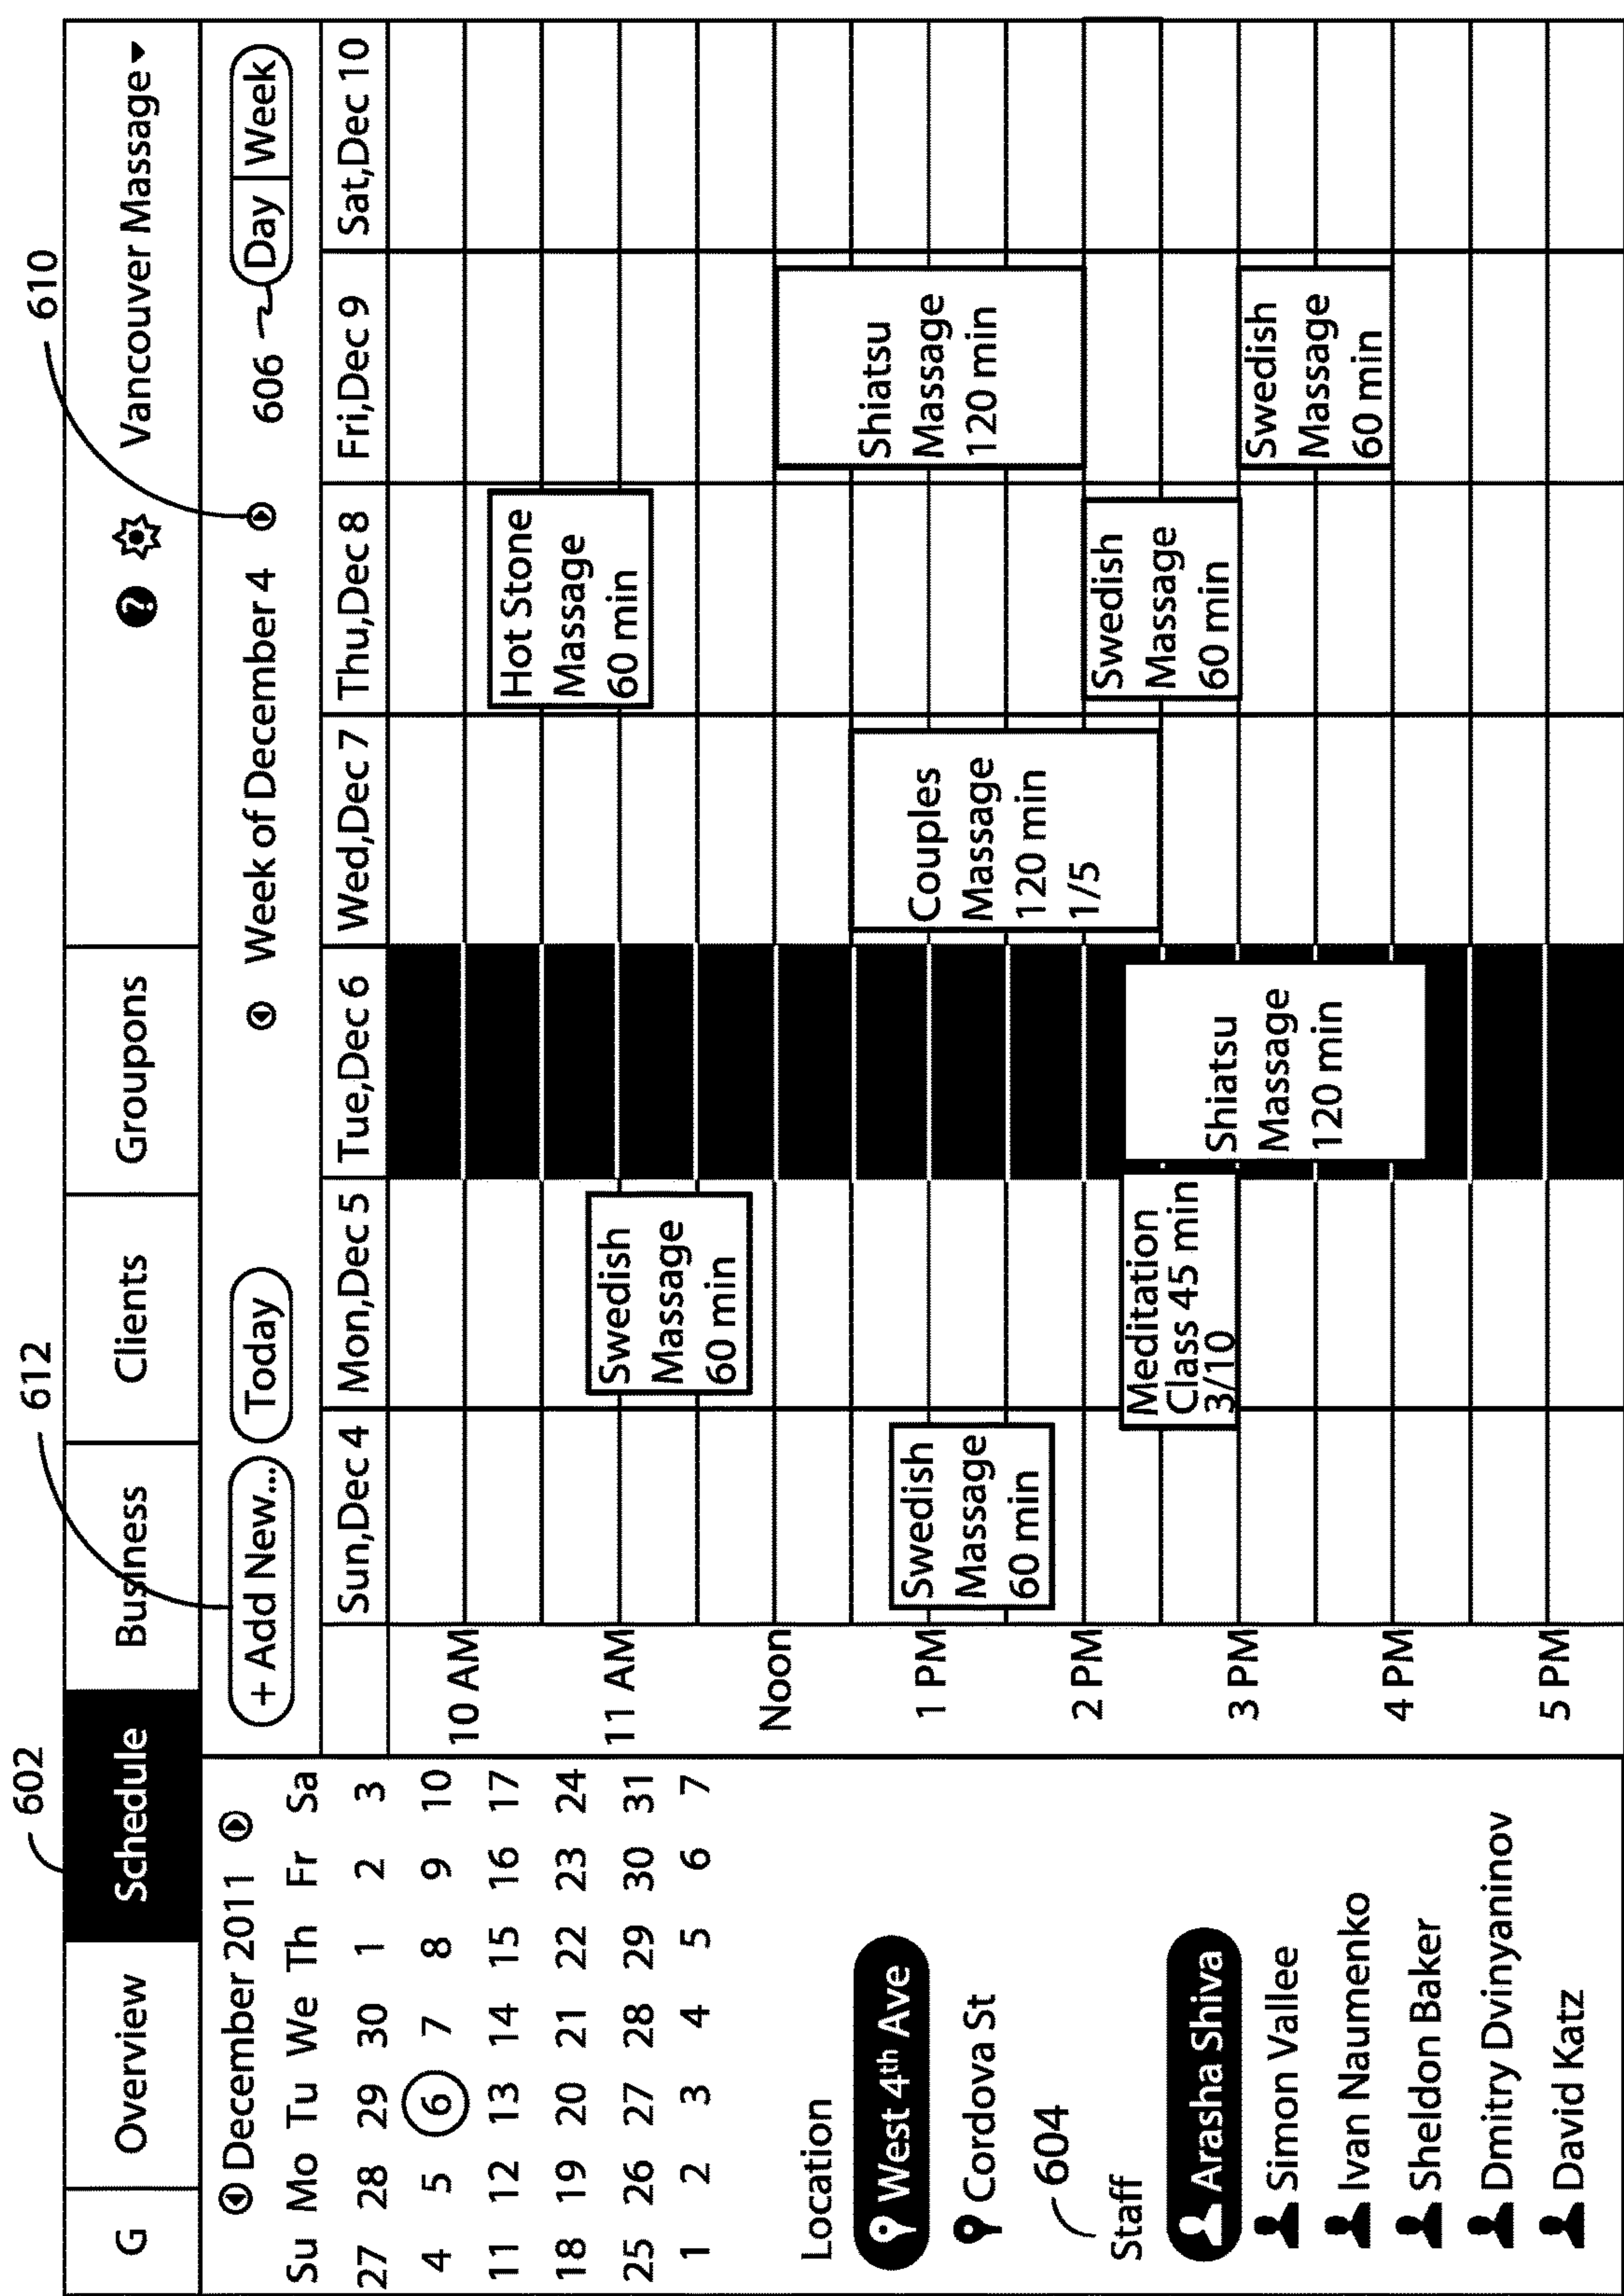 602
612
610
G
Overview
Schedule
Business
Clients
Groupons
?
Vancouver Massage
December 2011
+ Add New...
Today
Week of December 4
606
Day
Week
Su Mo Tu We Th Fr Sa
27 28 29 30 1 2 3
4 5 6 7 8 9 10
11 12 13 14 15 16 17
18 19 20 21 22 23 24
25 26 27 28 29 30 31
1 2 3 4 5 6 7
Location
West 4th Ave
Cordova St
604
Staff
Arasha Shiva
Simon Vallee
Ivan Naumenko
Sheldon Baker
Dmitry Dvinyaninov
David Katz
Sun,Dec 4
Mon,Dec 5
Tue,Dec 6
Wed,Dec 7
Thu,Dec 8
Fri,Dec 9
Sat,Dec 10
10 AM
11 AM
Noon
1 PM
2 PM
3 PM
4 PM
5 PM
Swedish
Massage
60 min
Swedish
Massage
60 min
Meditation
Class 45 min
3/10
Shiatsu
Massage
120 min
Couples
Massage
120 min
1/5
Hot Stone
Massage
60 min
Swedish
Massage
60 min
Shiatsu
Massage
120 min
Swedish
Massage
60 min